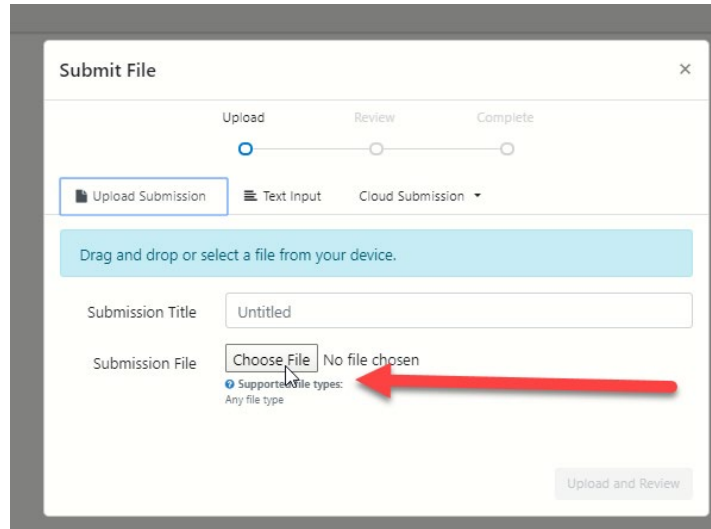 Submit File
×
Upload Review Complete
Upload Submission Text Input Cloud Submission
Drag and drop or select a file from your device.
Submission Title Untitled
Submission File Choose File No file chosen
Supported file types:
Any file type
Upload and Review